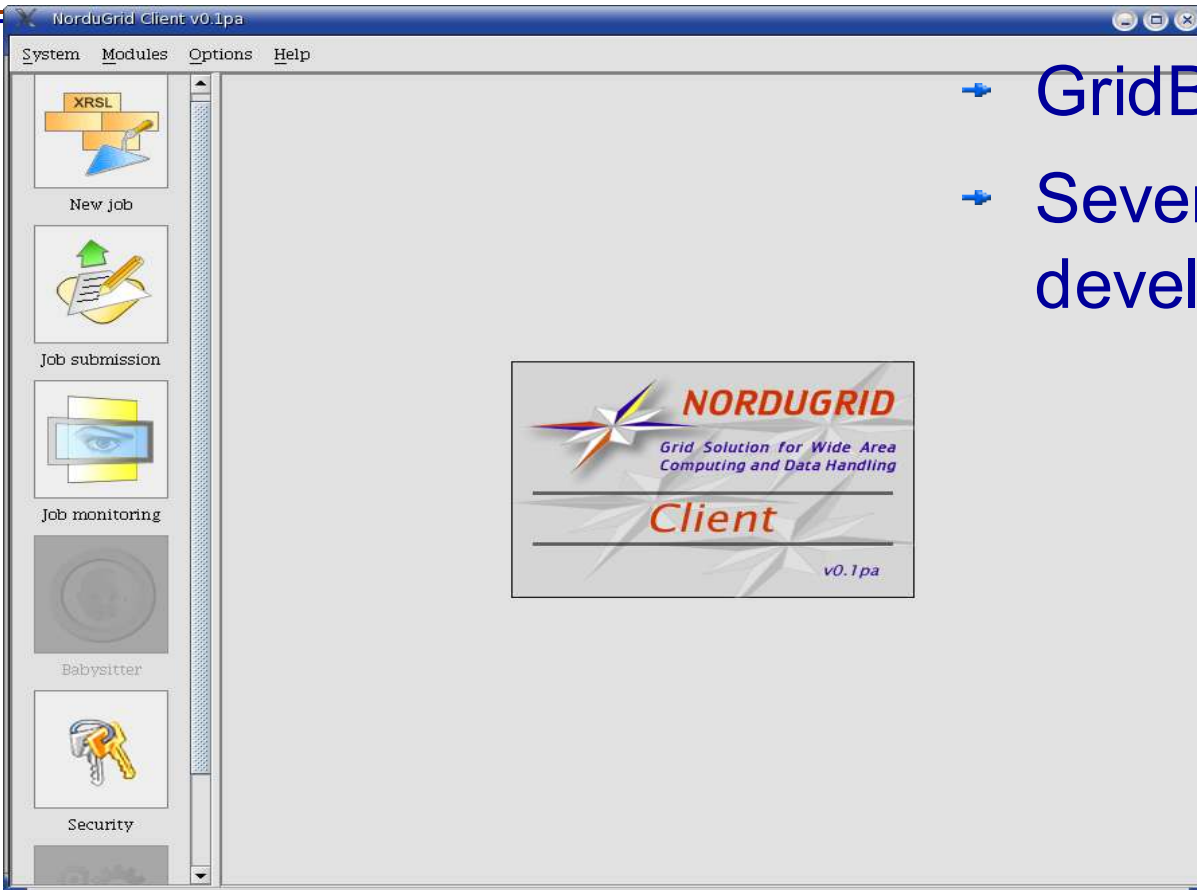 NorduGrid Client v0.1pa
System Modules Options Help
XRSL
New job
Job submission
Job monitoring
Babysitter
Security
NORDUGRID
Grid Solution for Wide Area
Computing and Data Handling
Client
v0.1pa